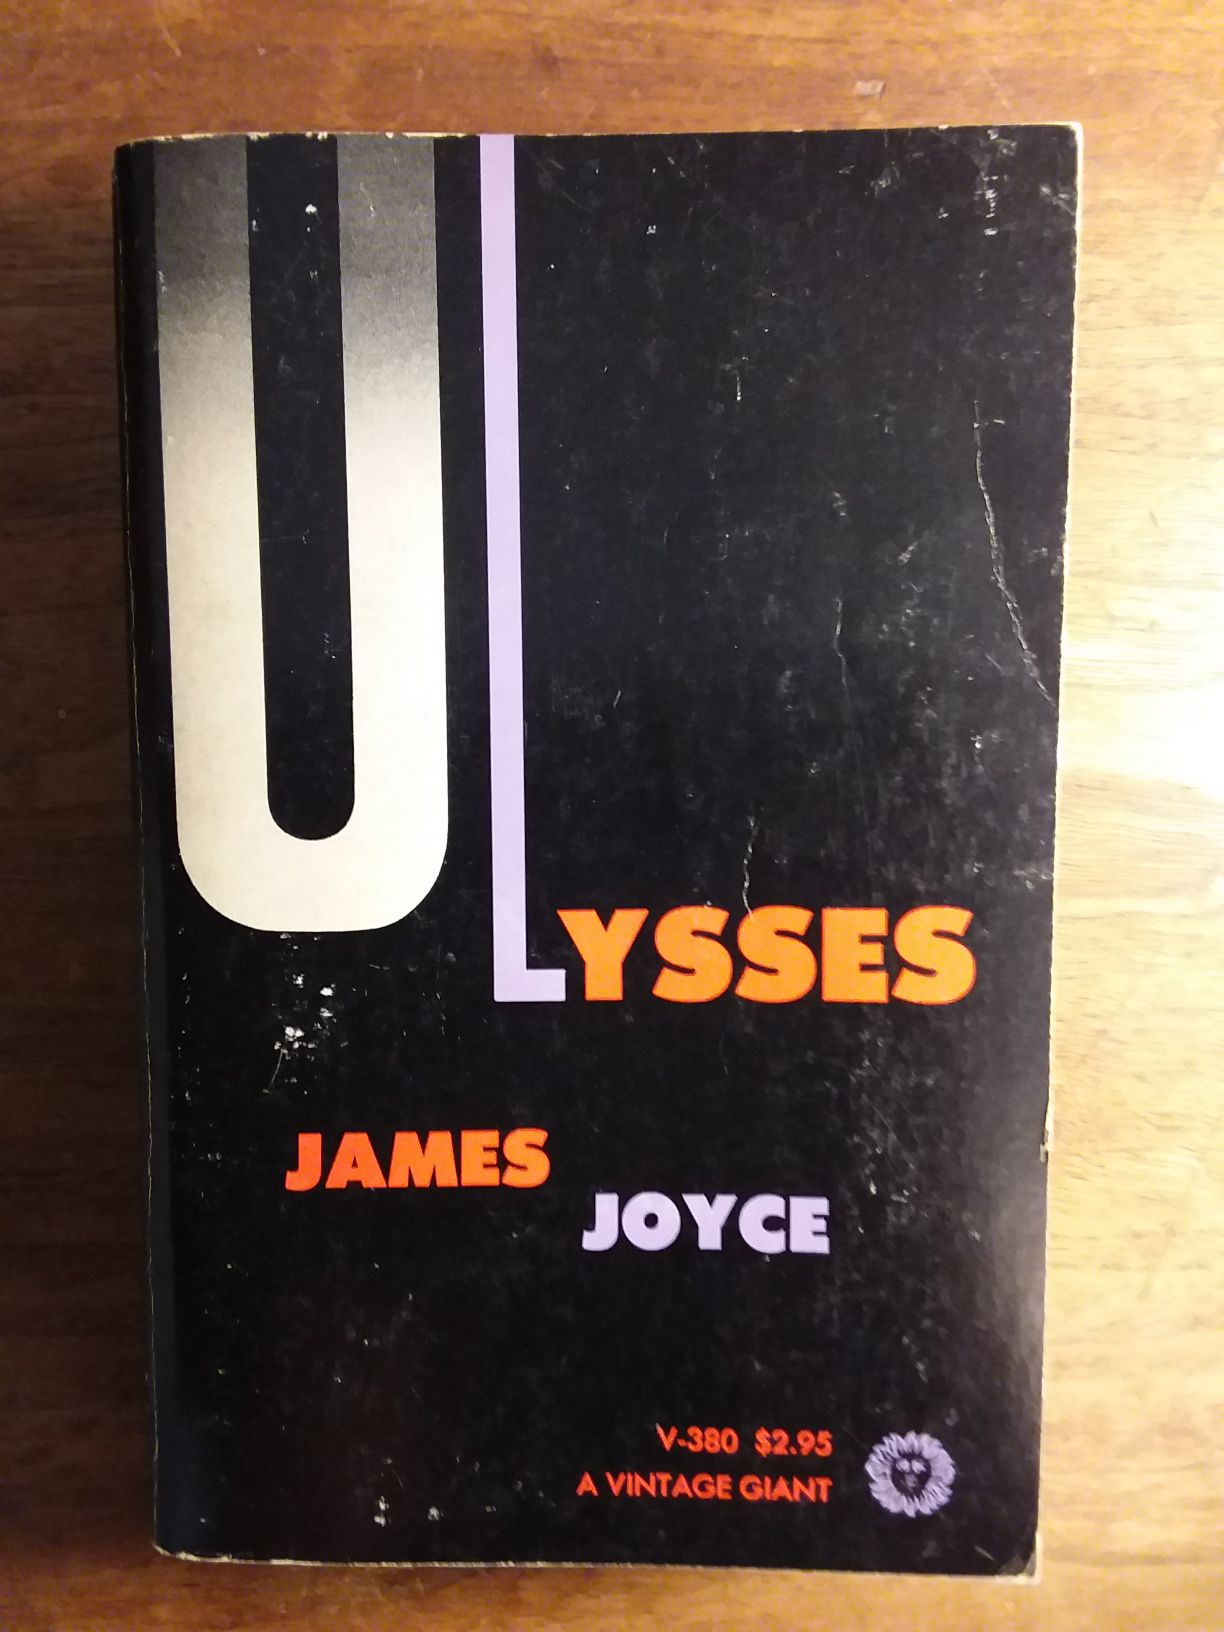 ULYSSES
JAMES
JOYCE
V-380 $2.95
A VINTAGE GIANT